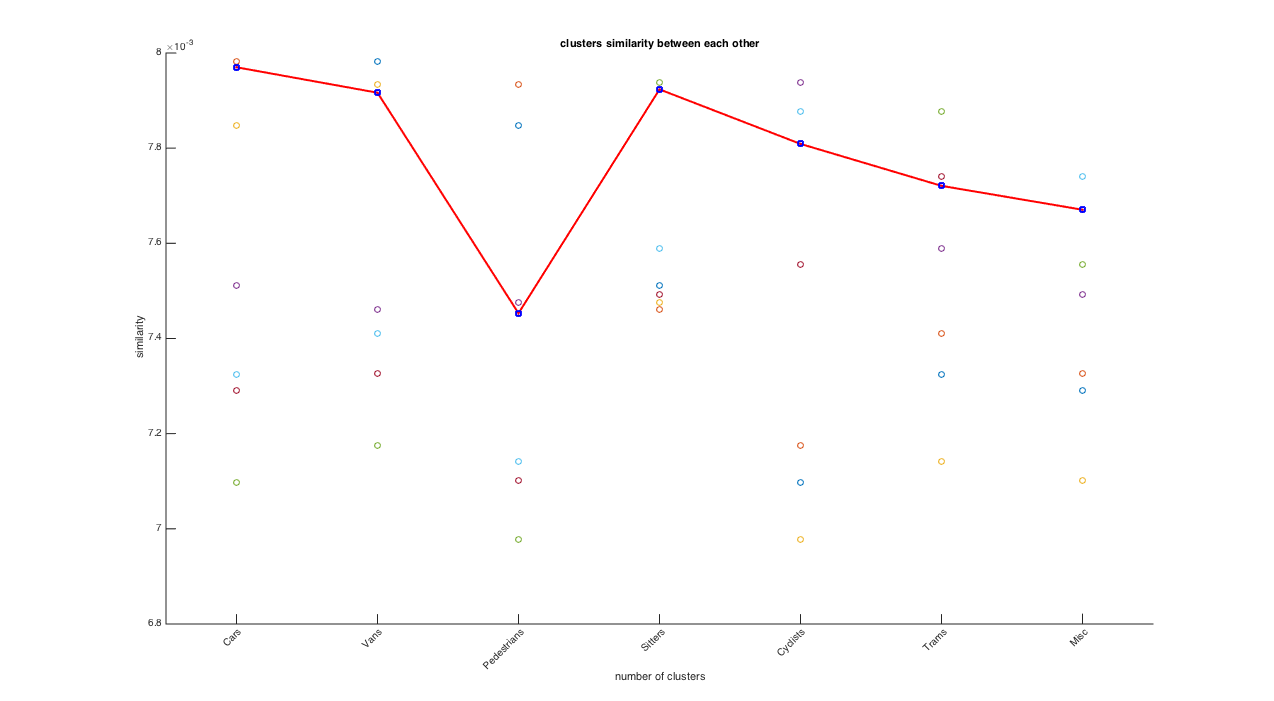 clusters similarity between each other
×10⁻³
8
7.8
7.6
7.4
7.2
7
6.8
similarity
Cars
Vans
Pedestrians
Sitters
Cyclists
Trams
Misc
number of clusters